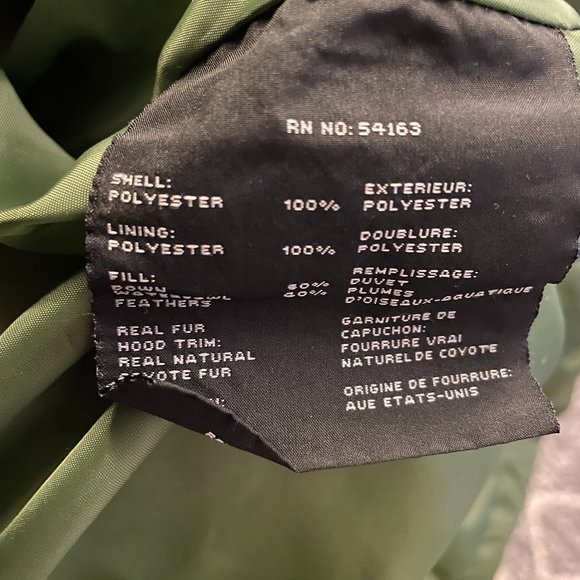 RN NO: 54163
SHELL:
POLYESTER 100%
LINING:
POLYESTER 100%
FILL:
DOWN 60%
FEATHERS 40%
REAL FUR
HOOD TRIM:
REAL NATURAL
COYOTE FUR
EXTERIEUR:
POLYESTER
DOUBLURE:
POLYESTER
REMPLISSAGE:
DUVET
PLUMES
D'OISEAUX-AQUATIQUE
GARNITURE DE
CAPUCHON:
FOURRURE VRAI
NATUREL DE COYOTE
ORIGINE DE FOURRURE:
AUE ETATS-UNIS